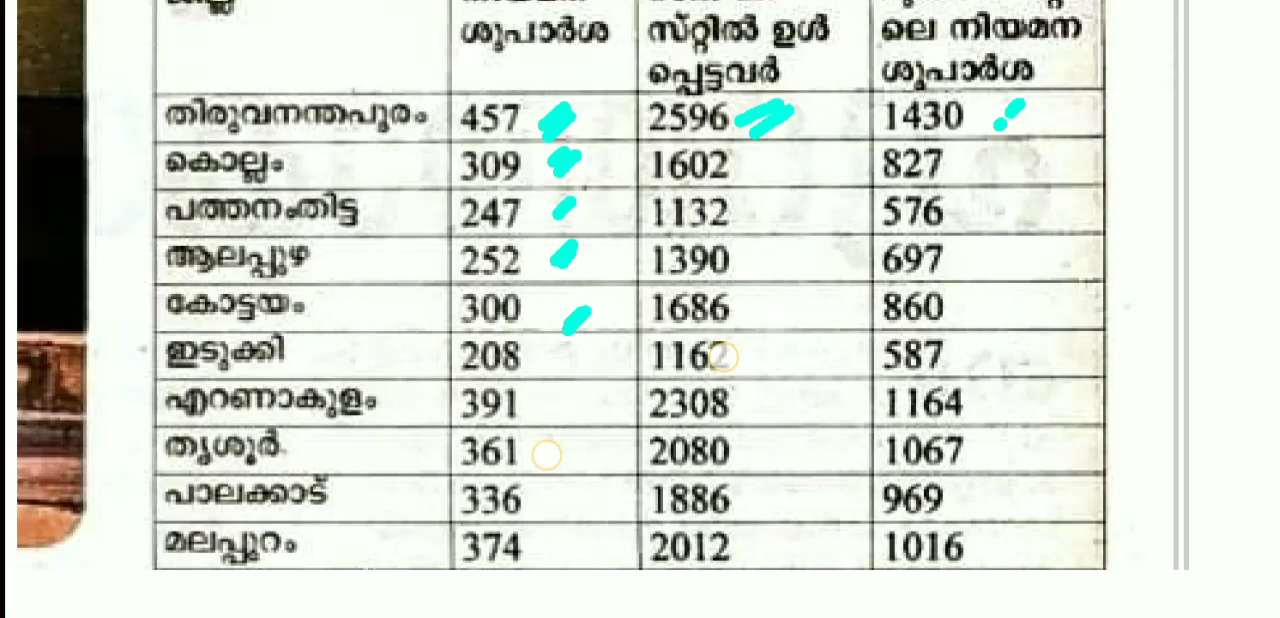 ജില്ല നിയമന
ശുപാർശ സ്റ്റിൽ ഉൾ ലെ നിയമന
പ്പെട്ടവർ ശുപാർശ
തിരുവനന്തപുരം 457 2596 1430
കൊല്ലം 309 1602 827
പത്തനംതിട്ട 247 1132 576
ആലപ്പുഴ 252 1390 697
കോട്ടയം 300 1686 860
ഇടുക്കി 208 1162 587
എറണാകുളം 391 2308 1164
തൃശൂർ 361 2080 1067
പാലക്കാട് 336 1886 969
മലപ്പുറം 374 2012 1016